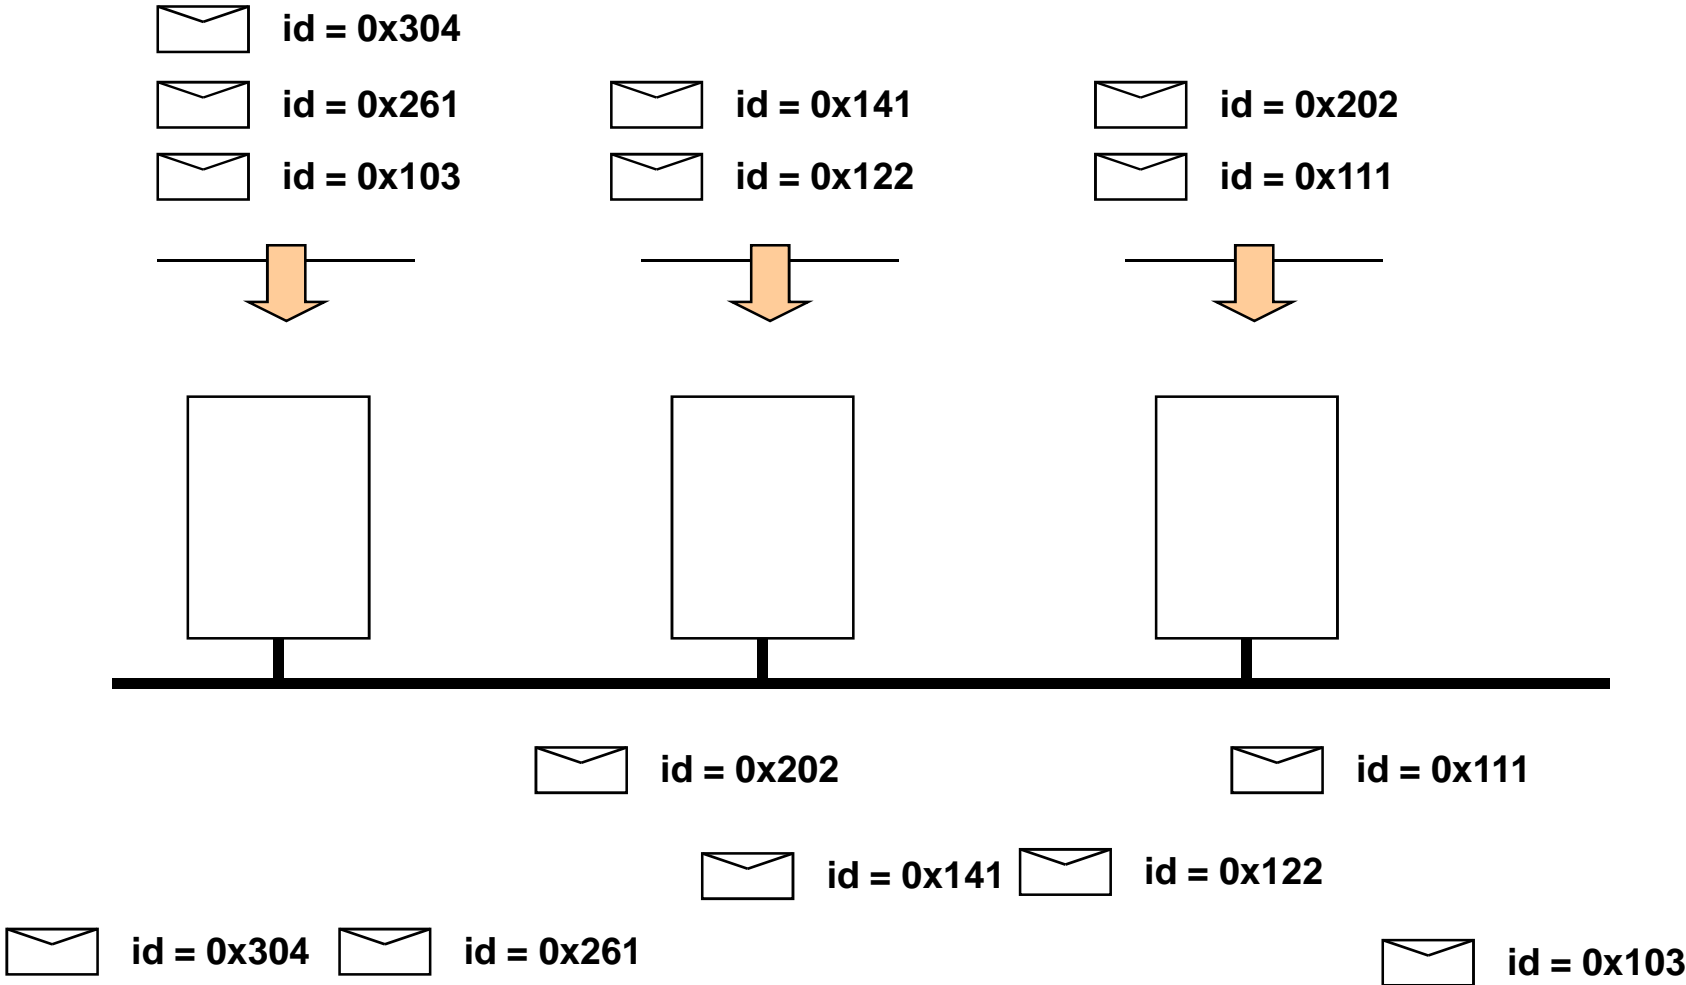 id = 0x304
id = 0x261
id = 0x141
id = 0x202
id = 0x103
id = 0x122
id = 0x111
id = 0x202
id = 0x111
id = 0x141
id = 0x122
id = 0x304
id = 0x261
id = 0x103